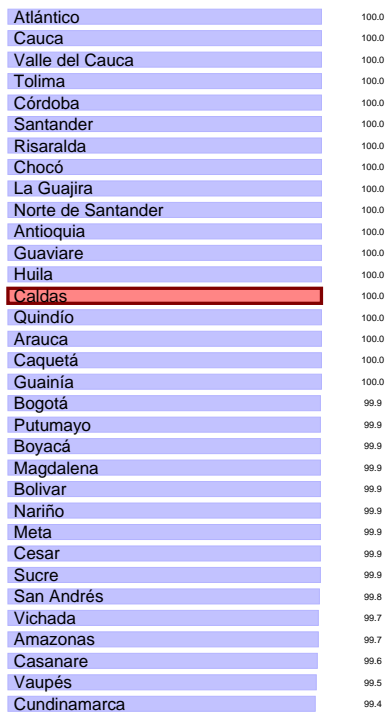 Atlántico 100.0
Cauca 100.0
Valle del Cauca 100.0
Tolima 100.0
Córdoba 100.0
Santander 100.0
Risaralda 100.0
Chocó 100.0
La Guajira 100.0
Norte de Santander 100.0
Antioquia 100.0
Guaviare 100.0
Huila 100.0
Caldas 100.0
Quindío 100.0
Arauca 100.0
Caquetá 100.0
Guainía 100.0
Bogotá 99.9
Putumayo 99.9
Boyacá 99.9
Magdalena 99.9
Bolivar 99.9
Nariño 99.9
Meta 99.9
Cesar 99.9
Sucre 99.9
San Andrés 99.8
Vichada 99.7
Amazonas 99.7
Casanare 99.6
Vaupés 99.5
Cundinamarca 99.4